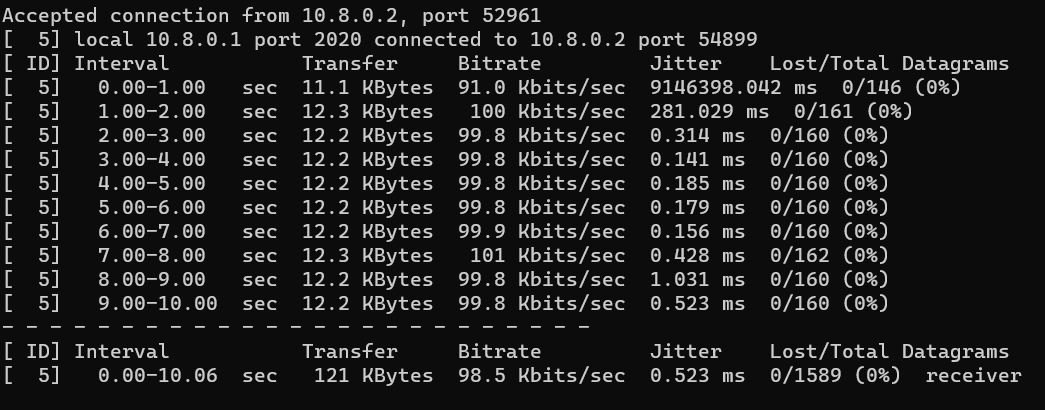 Accepted connection from 10.8.0.2, port 52961
[  5] local 10.8.0.1 port 2020 connected to 10.8.0.2 port 54899
[ ID] Interval           Transfer     Bitrate         Jitter    Lost/Total Datagrams
[  5]   0.00-1.00   sec  11.1 KBytes  91.0 Kbits/sec  9146398.042 ms  0/146 (0%)
[  5]   1.00-2.00   sec  12.3 KBytes   100 Kbits/sec  281.029 ms  0/161 (0%)
[  5]   2.00-3.00   sec  12.2 KBytes  99.8 Kbits/sec  0.314 ms  0/160 (0%)
[  5]   3.00-4.00   sec  12.2 KBytes  99.8 Kbits/sec  0.141 ms  0/160 (0%)
[  5]   4.00-5.00   sec  12.2 KBytes  99.8 Kbits/sec  0.185 ms  0/160 (0%)
[  5]   5.00-6.00   sec  12.2 KBytes  99.8 Kbits/sec  0.179 ms  0/160 (0%)
[  5]   6.00-7.00   sec  12.2 KBytes  99.9 Kbits/sec  0.156 ms  0/160 (0%)
[  5]   7.00-8.00   sec  12.3 KBytes   101 Kbits/sec  0.428 ms  0/162 (0%)
[  5]   8.00-9.00   sec  12.2 KBytes  99.8 Kbits/sec  1.031 ms  0/160 (0%)
[  5]   9.00-10.00  sec  12.2 KBytes  99.8 Kbits/sec  0.523 ms  0/160 (0%)
- - - - - - - - - - - - - - - - - - - - - - - - -
[ ID] Interval           Transfer     Bitrate         Jitter    Lost/Total Datagrams
[  5]   0.00-10.06  sec   121 KBytes  98.5 Kbits/sec  0.523 ms  0/1589 (0%)  receiver